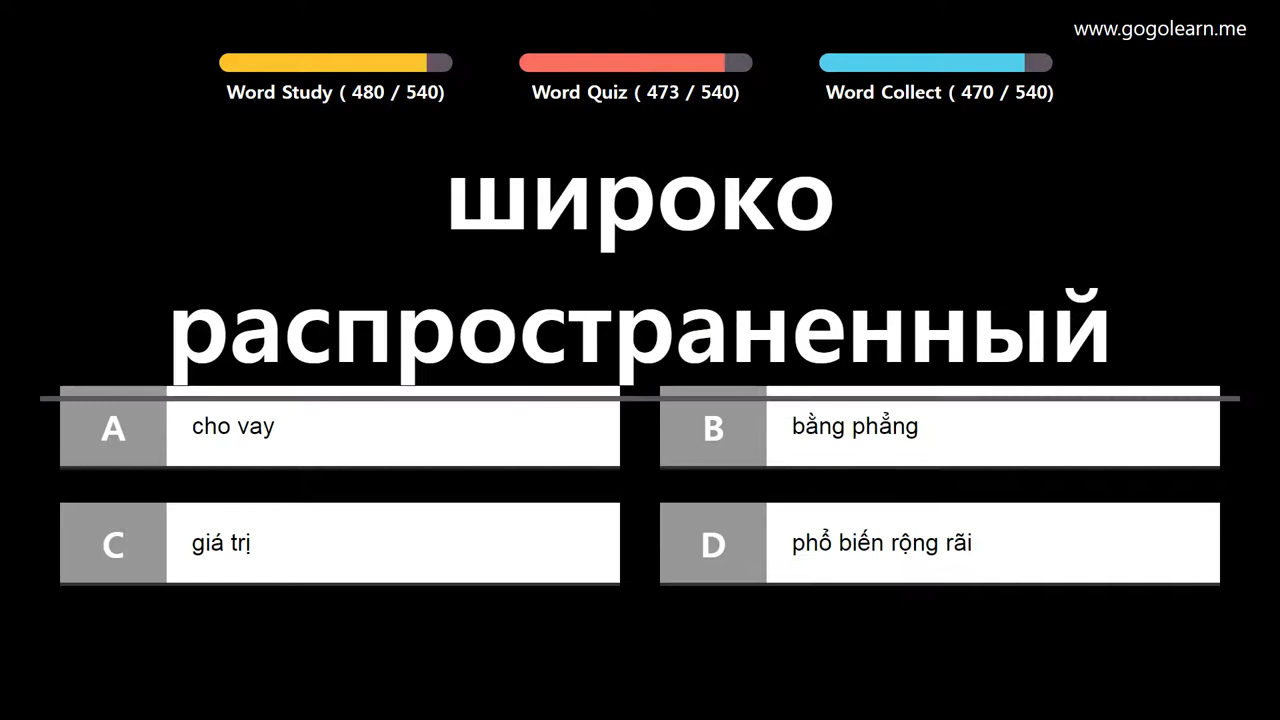 www.gogolearn.me
Word Study ( 480 / 540)
Word Quiz ( 473 / 540)
Word Collect ( 470 / 540)
широко
распространенный
A cho vay
B bằng phẳng
C giá trị
D phổ biến rộng rãi